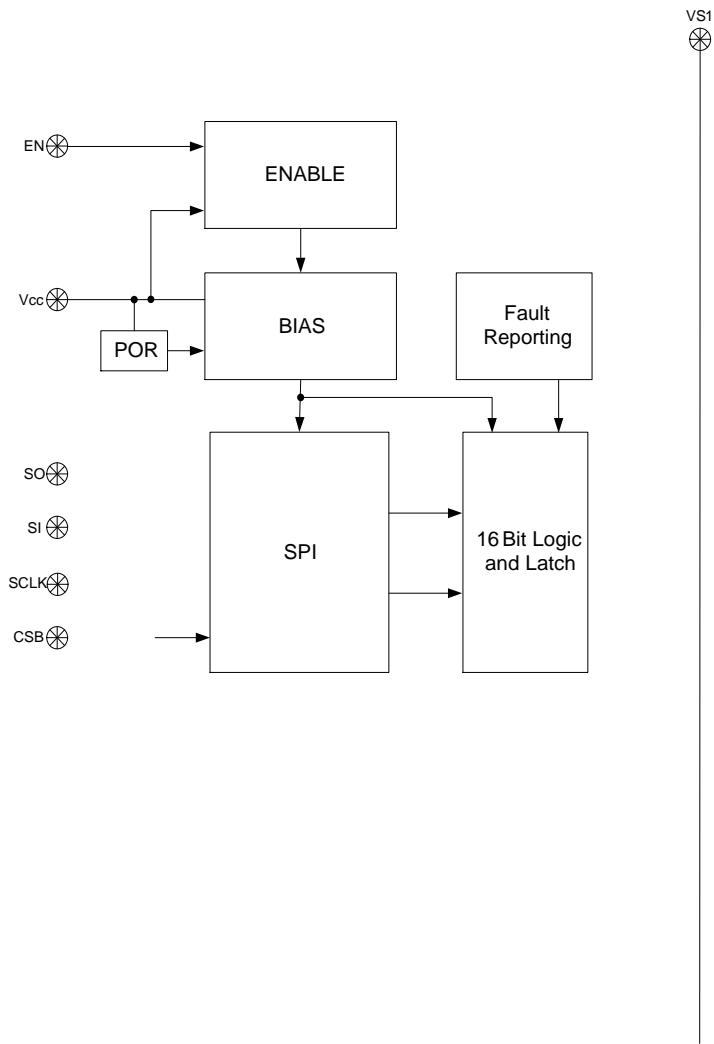 VS1
EN
ENABLE
Vcc
BIAS
Fault
Reporting
POR
SO
SI
SPI
16 Bit Logic
and Latch
SCLK
CSB